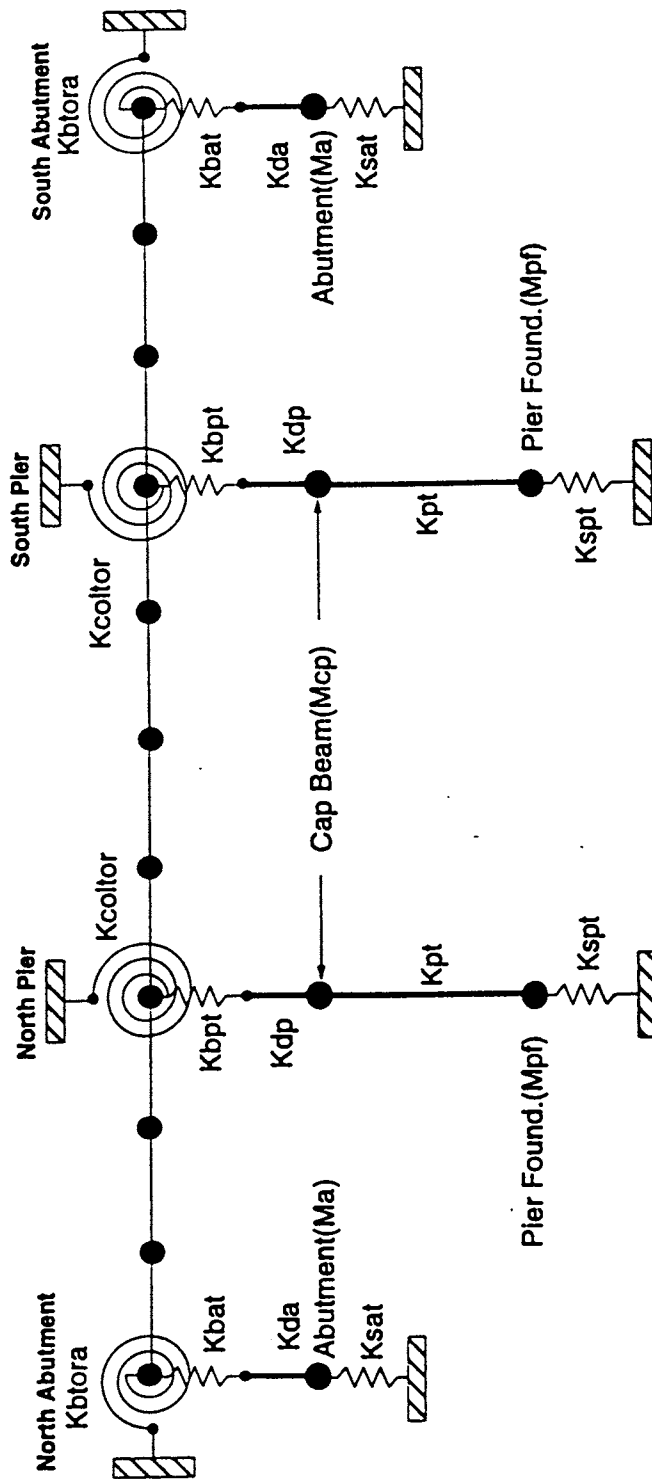 North Abutment
Kbtora
North Pier
South Pier
South Abutment
Kbtora
Kcoltor
Kcoltor
Kbat
Kbpt
Kbpt
Kbat
Kda
Kdp
Kdp
Kda
Abutment(Ma)
Cap Beam(Mcp)
Abutment(Ma)
Ksat
Kpt
Kpt
Ksat
Pier Found.(Mpf)
Pier Found.(Mpf)
Kspt
Kspt